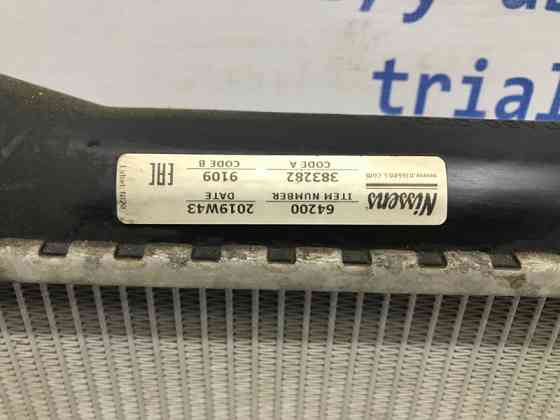 trial
Nissens
www.nissens.com
ITEM NUMBER
64200
DATE
2019W43
CODE A
383282
CODE B
9109
EAC